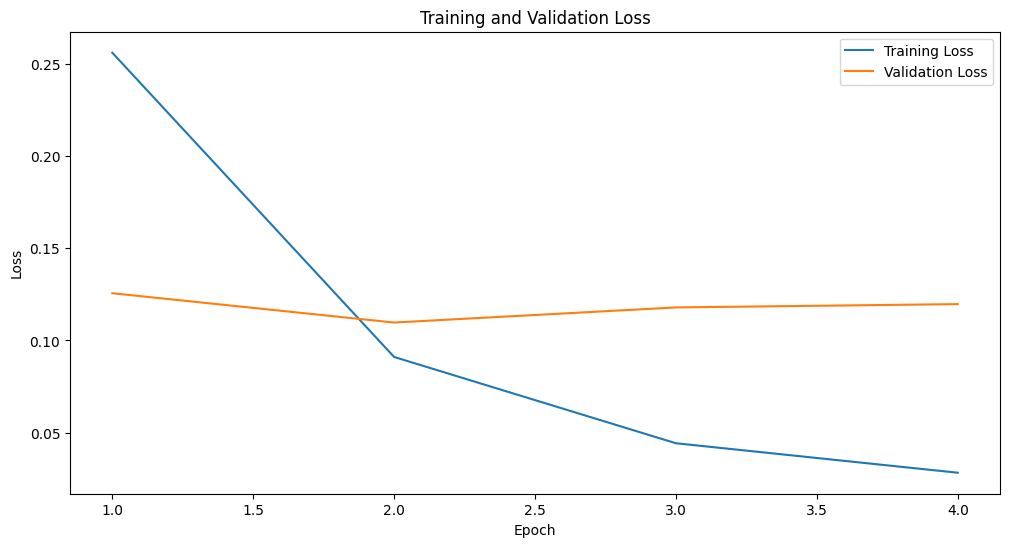 Training and Validation Loss
Training Loss
Validation Loss
Loss
0.25
0.20
0.15
0.10
0.05
1.0 1.5 2.0 2.5 3.0 3.5 4.0
Epoch